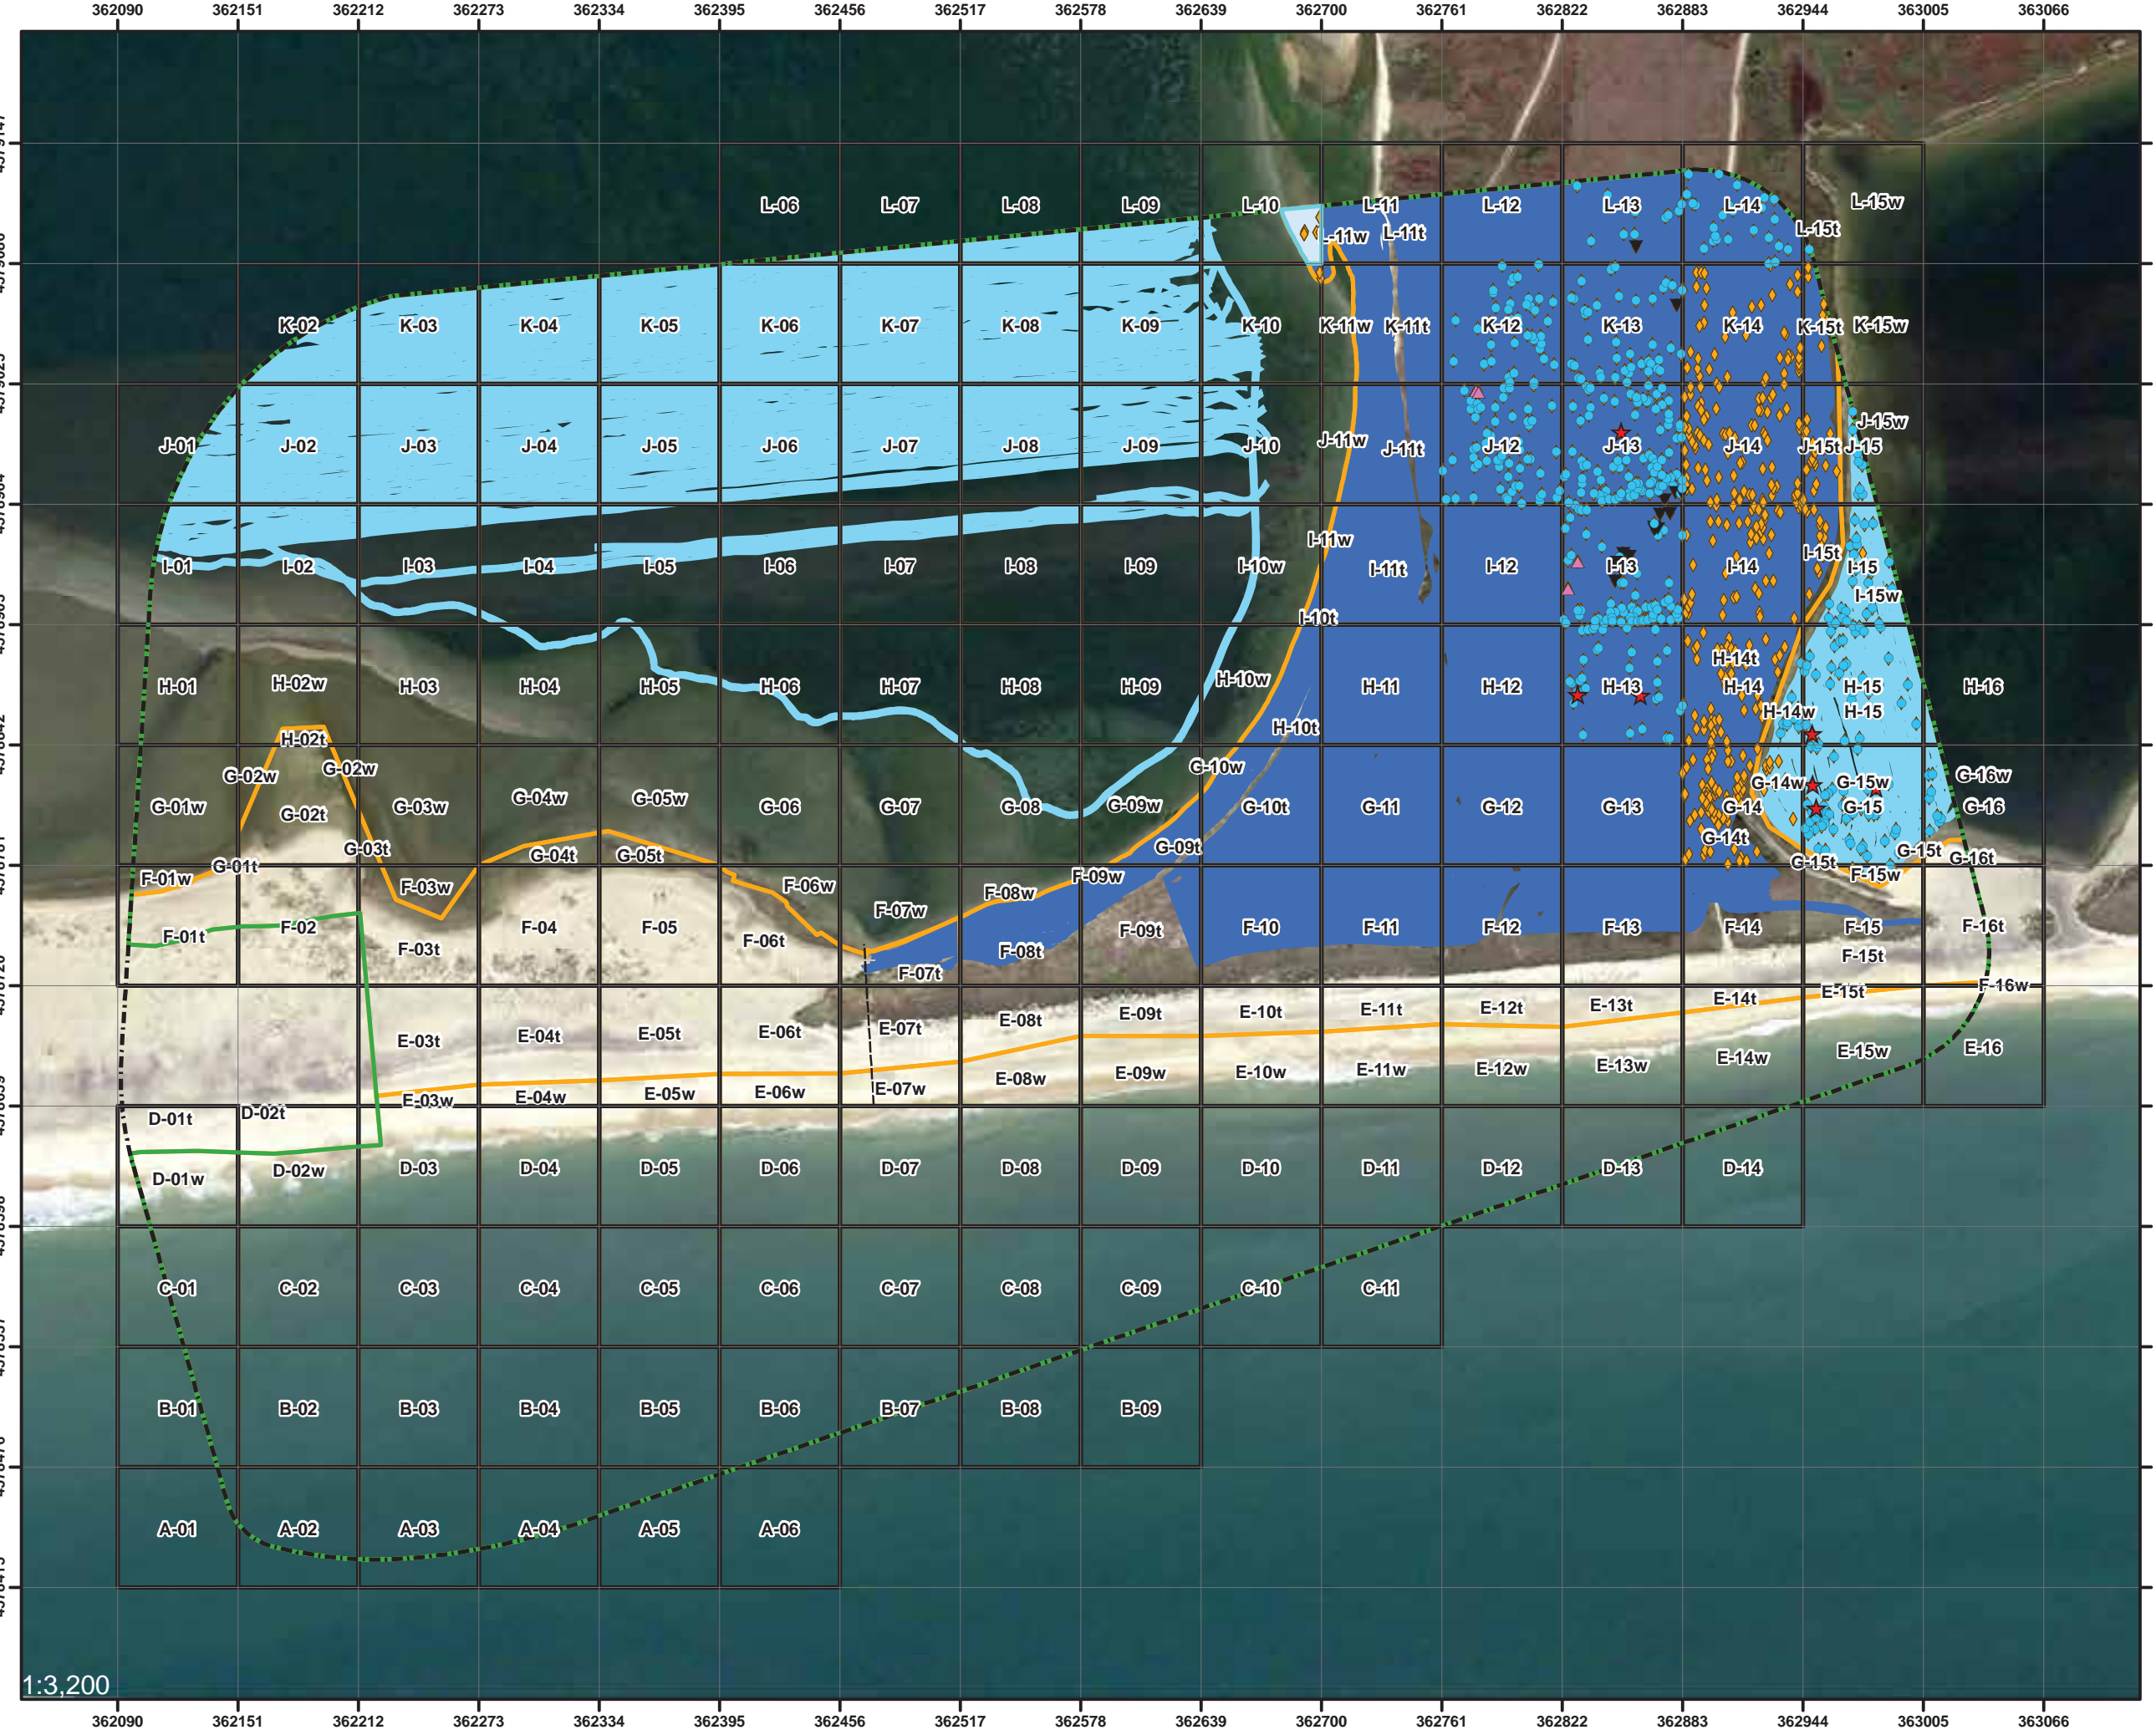 362090 362151 362212 362273 362334 362395 362456 362517 362578 362639 362700 362761 362822 362883 362944 363005 363066
L-06 L-07 L-08 L-09 L-10 L-11 L-12 L-13 L-14 L-15w
L-11w L-11t L-15t
K-02 K-03 K-04 K-05 K-06 K-07 K-08 K-09 K-10 K-11w K-11t K-12 K-13 K-14 K-15t K-15w
J-15w
J-01 J-02 J-03 J-04 J-05 J-06 J-07 J-08 J-09 J-10 J-11w J-11t J-12 J-13 J-14 J-15t J-15
I-11w I-15t
I-01 I-02 I-03 I-04 I-05 I-06 I-07 I-08 I-09 I-10w I-11t I-12 I-13 I-14 I-15
I-15w
I-10t
H-14t
H-01 H-02w H-03 H-04 H-05 H-06 H-07 H-08 H-09 H-10w H-11 H-12 H-13 H-14 H-15 H-16
H-14w H-15
H-02t H-10t
G-02w G-02w G-10w G-14w G-15w G-16w
G-01w G-02t G-03w G-04w G-05w G-06 G-07 G-08 G-09w G-10t G-11 G-12 G-13 G-14 G-15 G-16
G-03t G-04t G-05t G-09t G-14t G-15t G-16t
F-01w G-01t F-03w F-06w F-08w F-09w G-15t F-15w
F-01t F-02 F-03t F-04 F-05 F-06t F-07w F-08t F-09t F-10 F-11 F-12 F-13 F-14 F-15 F-16t
F-07t F-15t
F-16w
E-03t E-04t E-05t E-06t E-07t E-08t E-09t E-10t E-11t E-12t E-13t E-14t E-15t
E-03w E-04w E-05w E-06w E-07w E-08w E-09w E-10w E-11w E-12w E-13w E-14w E-15w E-16
D-01t D-02t
D-01w D-02w D-03 D-04 D-05 D-06 D-07 D-08 D-09 D-10 D-11 D-12 D-13 D-14
C-01 C-02 C-03 C-04 C-05 C-06 C-07 C-08 C-09 C-10 C-11
B-01 B-02 B-03 B-04 B-05 B-06 B-07 B-08 B-09
A-01 A-02 A-03 A-04 A-05 A-06
1:3,200
362090 362151 362212 362273 362334 362395 362456 362517 362578 362639 362700 362761 362822 362883 362944 363005 363066